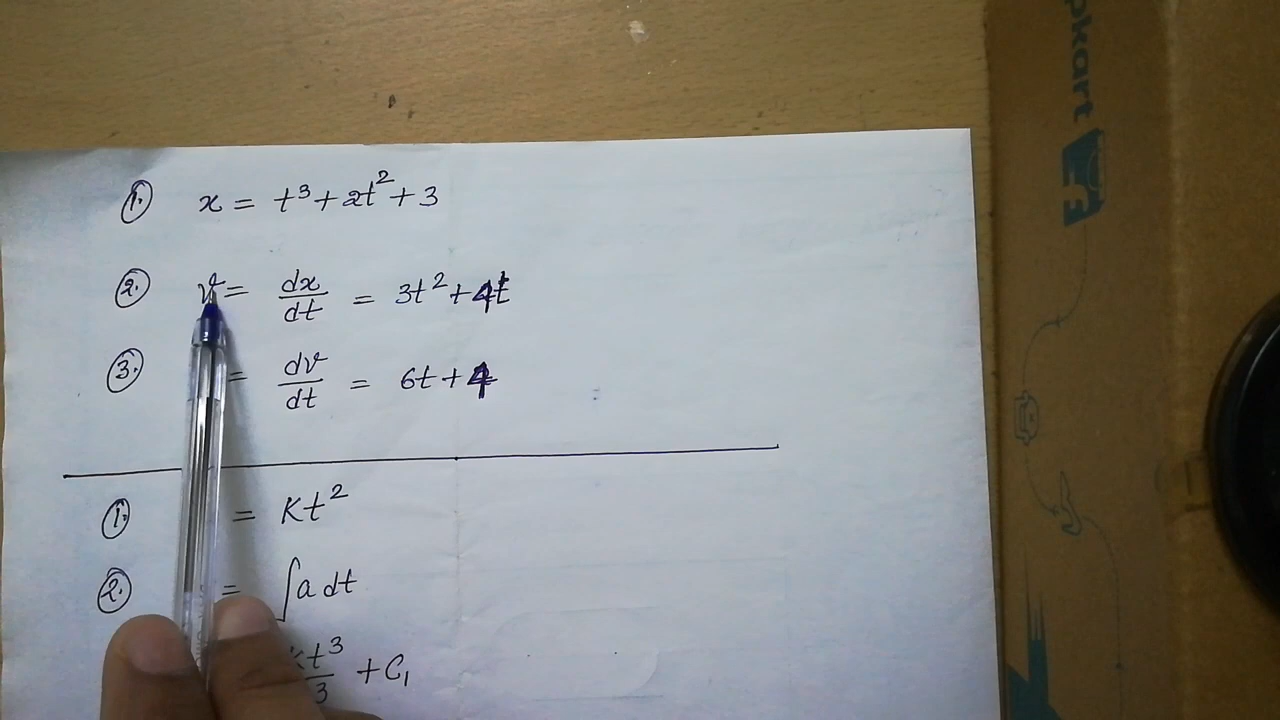 1. x = t³ + 2t² + 3
2. v = dx/dt = 3t² + 4t
3. = dv/dt = 6t + 4
1. = Kt²
2. = ∫a dt
t³/3 + C₁
pkart